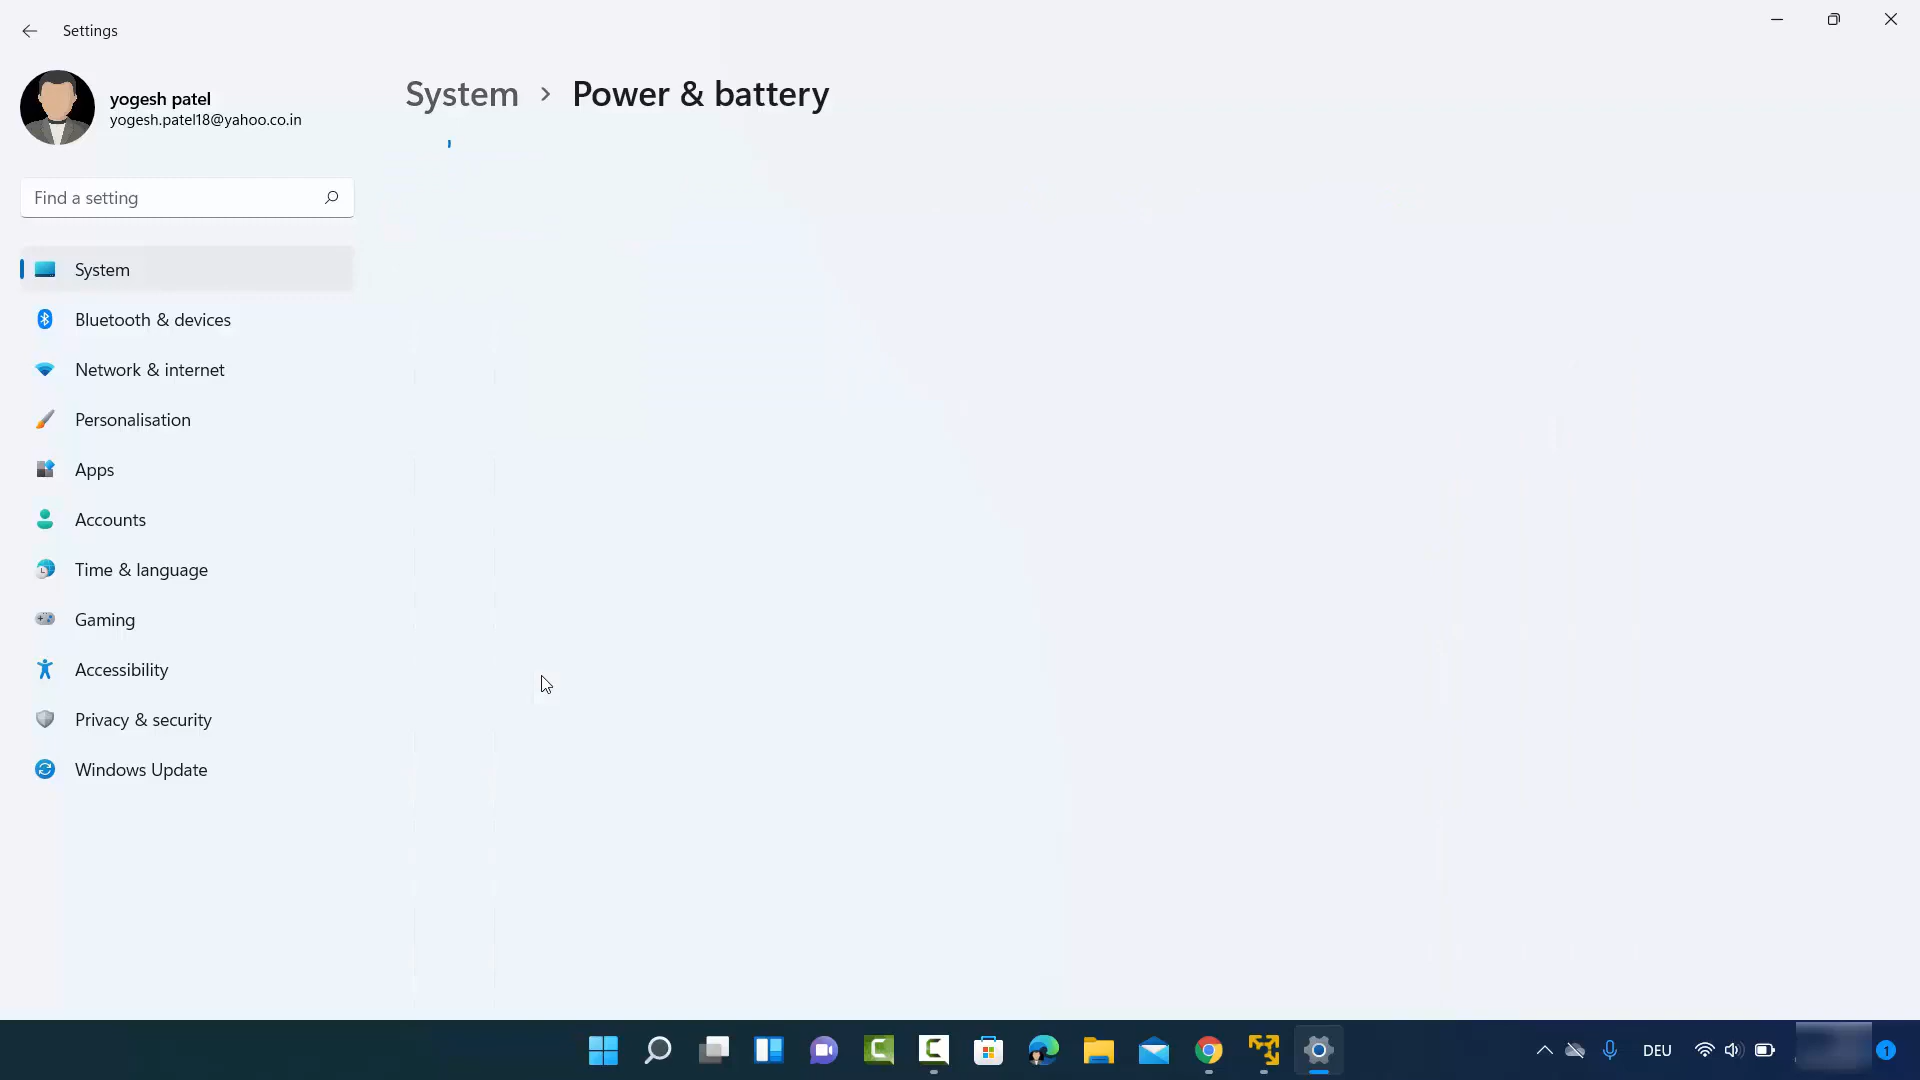 Settings
yogesh patel
yogesh.patel18@yahoo.co.in
System > Power & battery
Find a setting
System
Bluetooth & devices
Network & internet
Personalisation
Apps
Accounts
Time & language
Gaming
Accessibility
Privacy & security
Windows Update
DEU
1